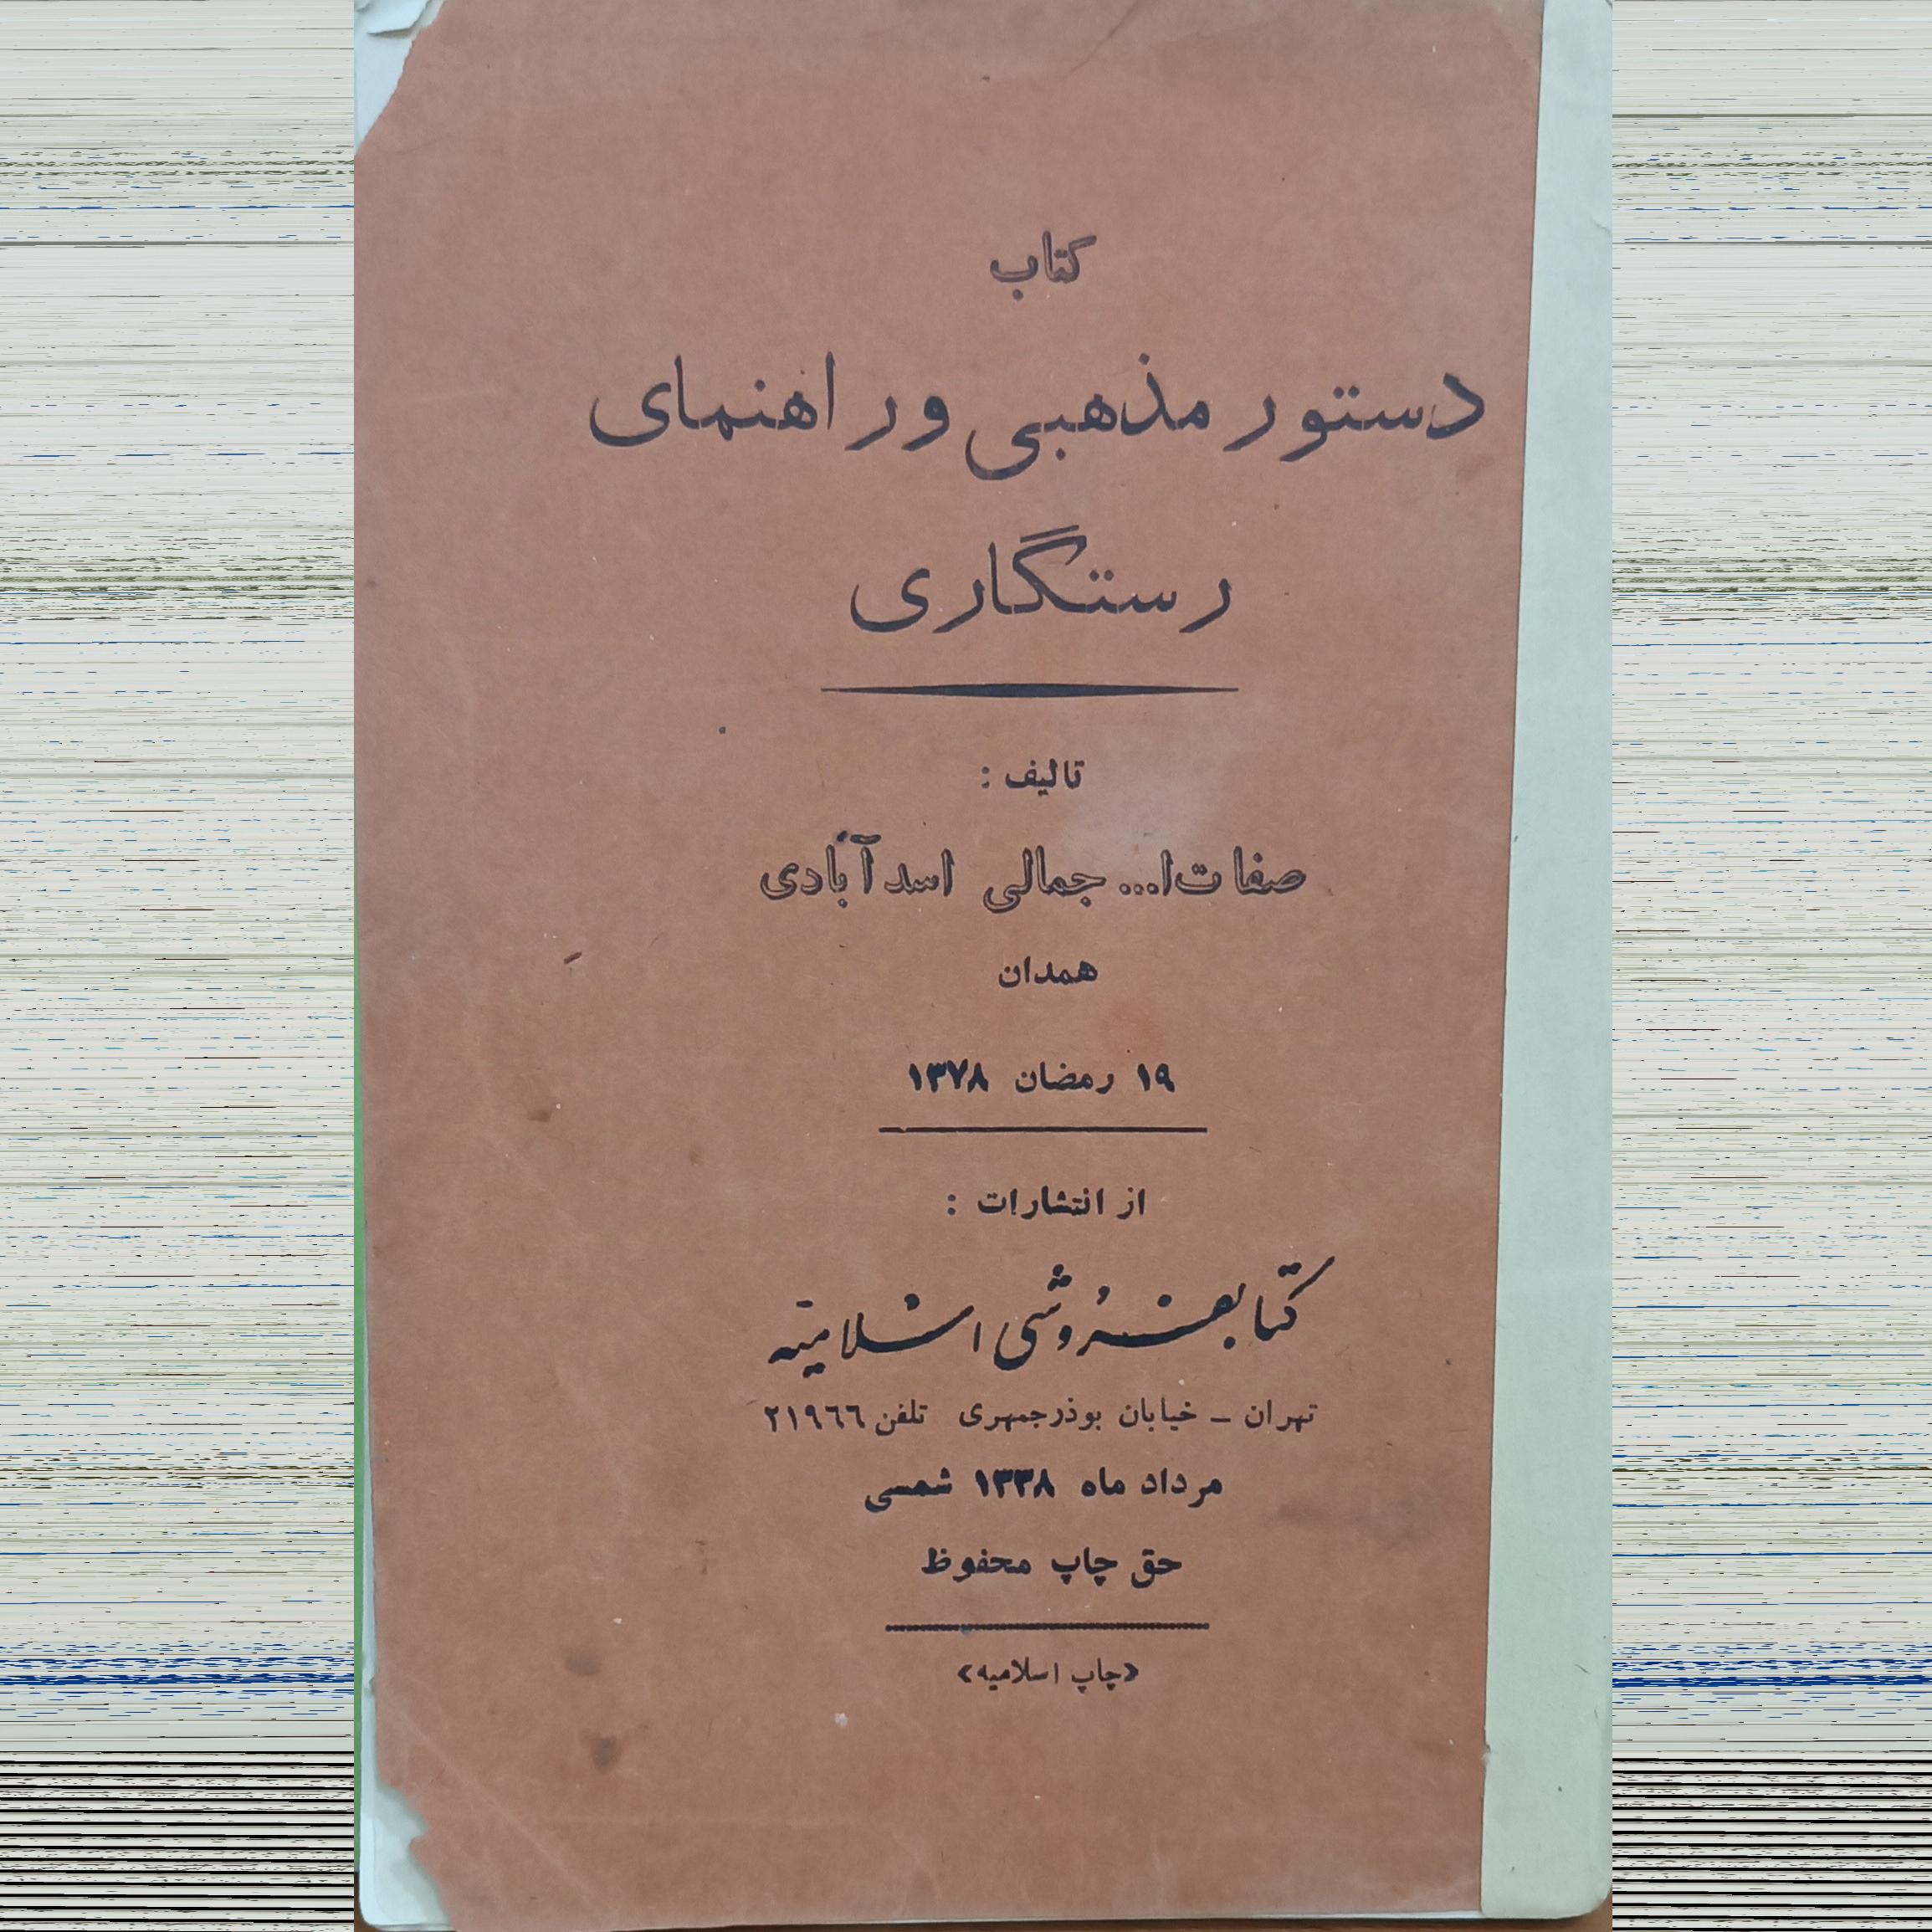 کتاب
دستور مذهبی و راهنمای
رستگاری
تالیف :
صفات‌ا... جمالی اسدآبادی
همدان
۱۹ رمضان ۱۳۷۸
از انتشارات :
کتابفروشی اسلامیه
تهران - خیابان بوذرجمهری تلفن ۲۱۹۶۶
مرداد ماه ۱۳۳۸ شمسی
حق چاپ محفوظ
«چاپ اسلامیه»